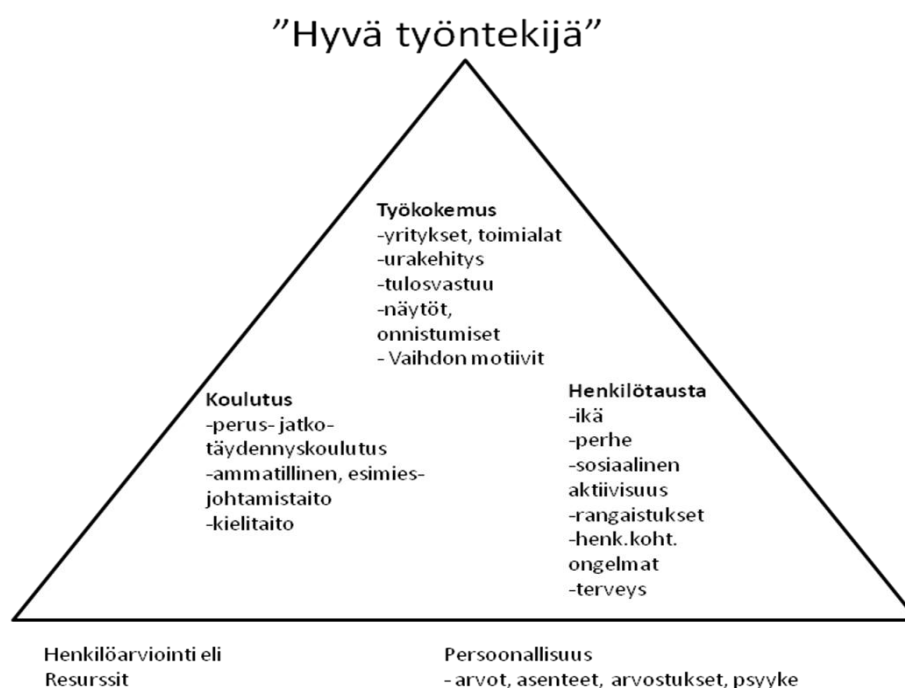 ”Hyvä työntekijä”
Työkokemus
-yritykset, toimialat
-urakehitys
-tulosvastuu
-näytöt,
onnistumiset
- Vaihdon motiivit
Koulutus
-perus- jatko-
täydennyskoulutus
-ammatillinen, esimies-
johtamistaito
-kielitaito
Henkilötausta
-ikä
-perhe
-sosiaalinen
aktiivisuus
-rangaistukset
-henk.koht.
ongelmat
-terveys
Henkilöarviointi eli
Resurssit
Persoonallisuus
- arvot, asenteet, arvostukset, psyyke